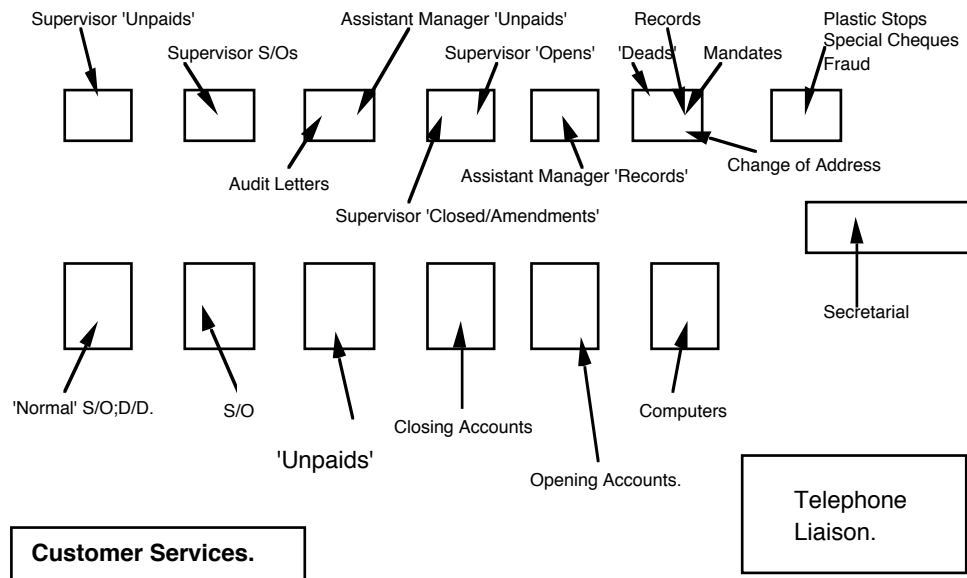 Supervisor 'Unpaids'
Assistant Manager 'Unpaids'
Records
Plastic Stops
Special Cheques
Fraud
Supervisor S/Os
Supervisor 'Opens'
'Deads'
Mandates
Audit Letters
Assistant Manager 'Records'
Change of Address
Supervisor 'Closed/Amendments'
Secretarial
'Normal' S/O;D/D.
S/O
'Unpaids'
Closing Accounts
Computers
Opening Accounts.
Telephone
Liaison.
Customer Services.